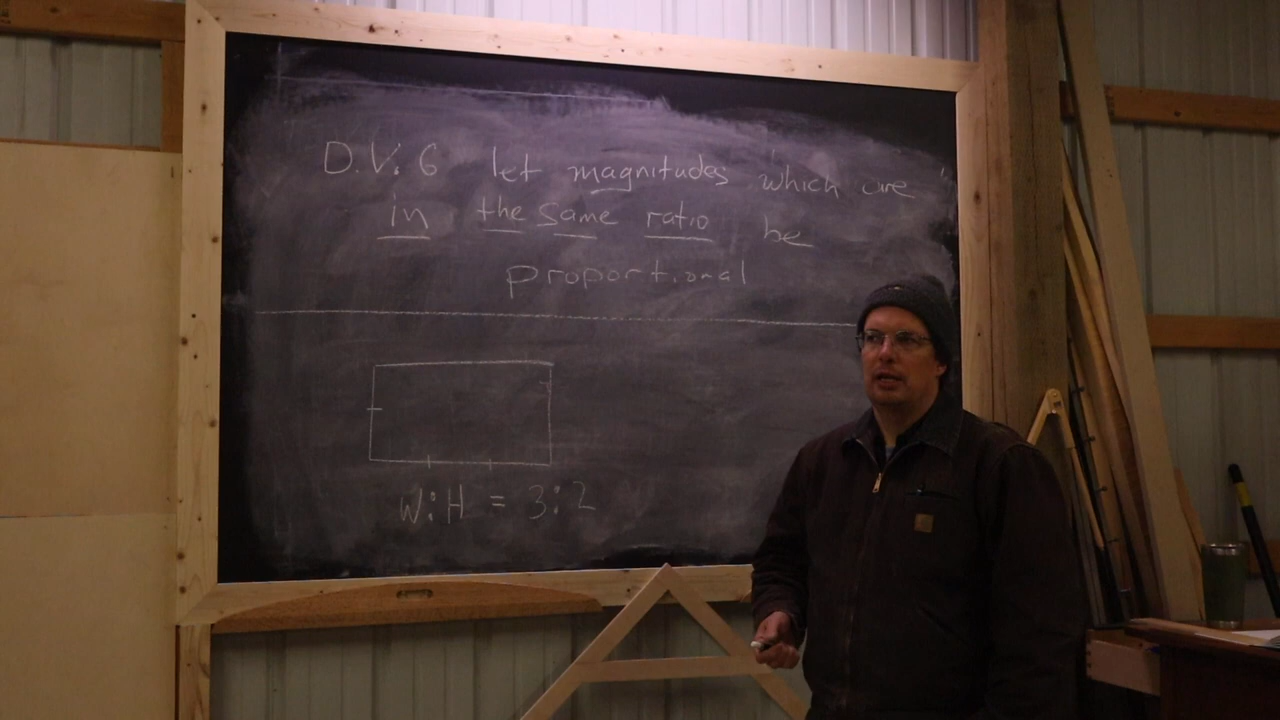 D.V.6 let magnitudes which are
in the same ratio be
proportional
W:H = 3:2